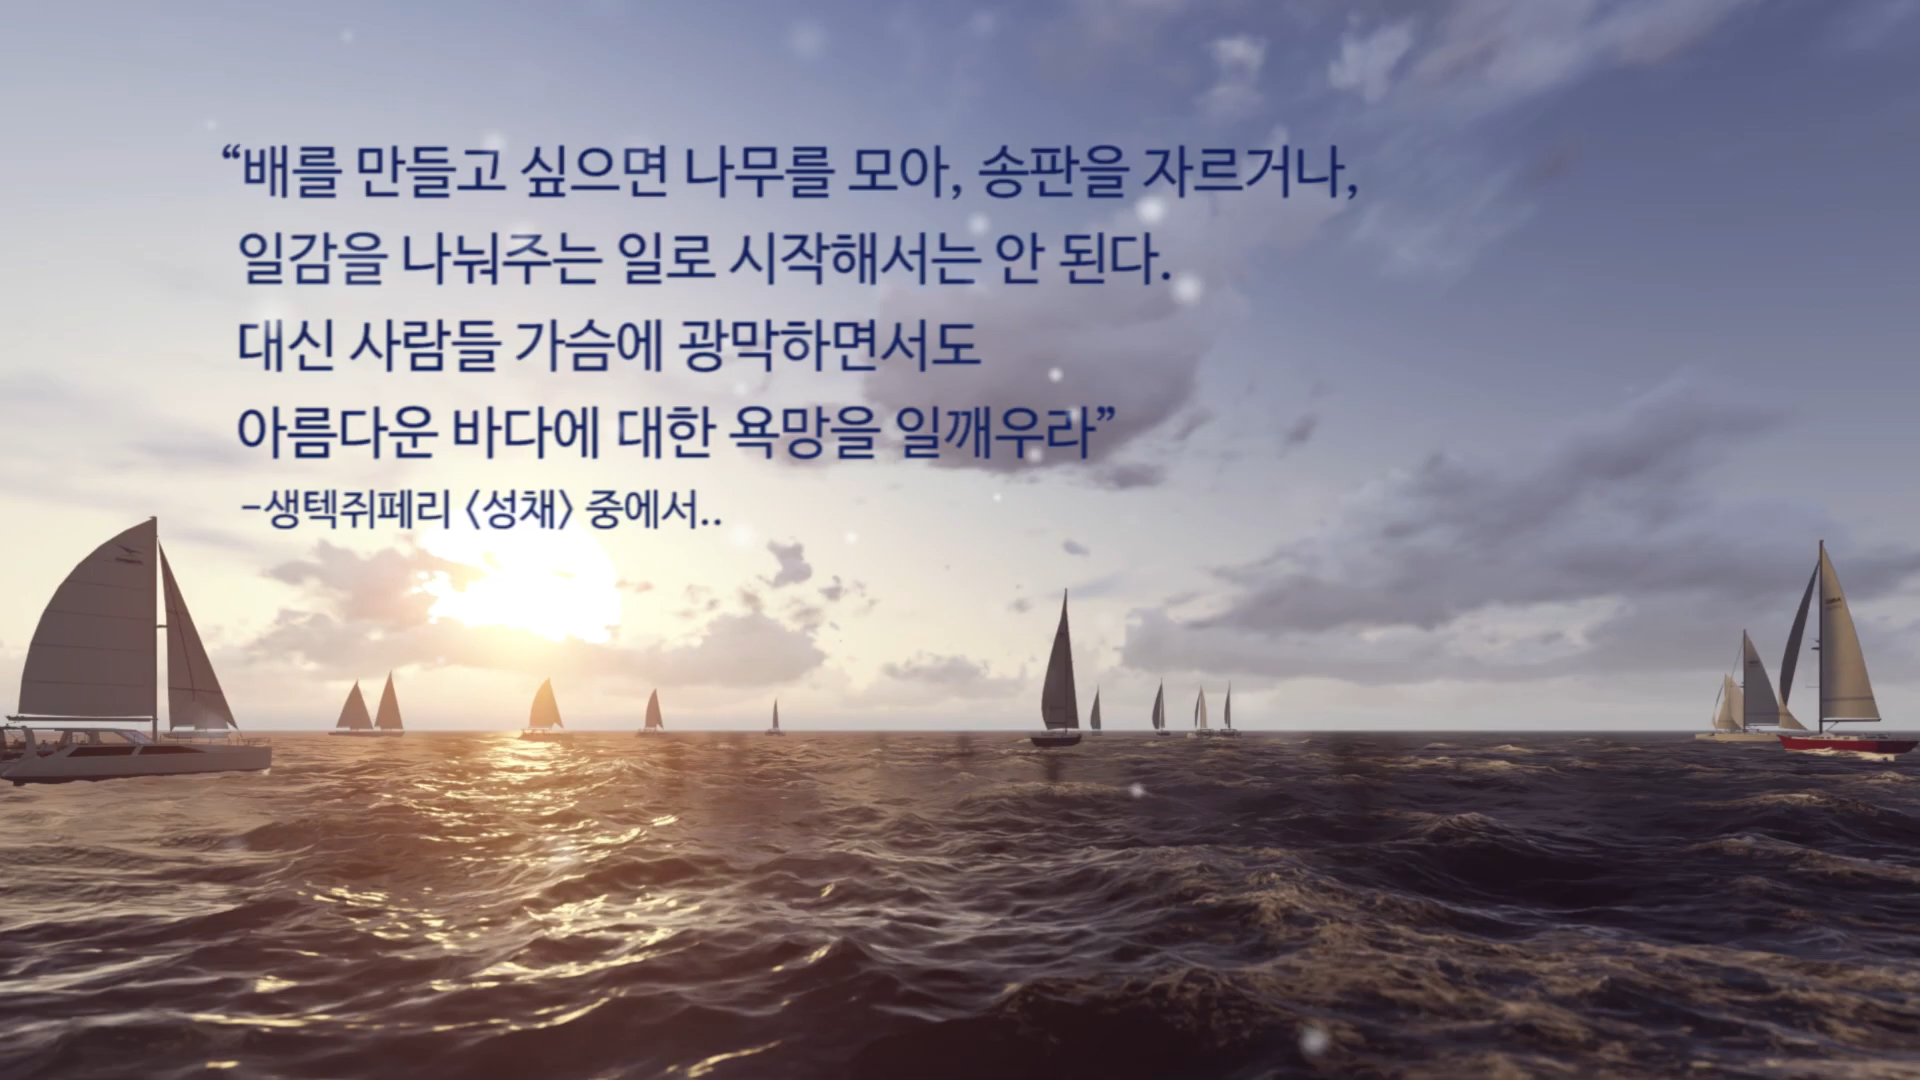 “배를 만들고 싶으면 나무를 모아, 송판을 자르거나,
일감을 나눠주는 일로 시작해서는 안 된다.
대신 사람들 가슴에 광막하면서도
아름다운 바다에 대한 욕망을 일깨우라”
-생텍쥐페리 〈성채〉 중에서..